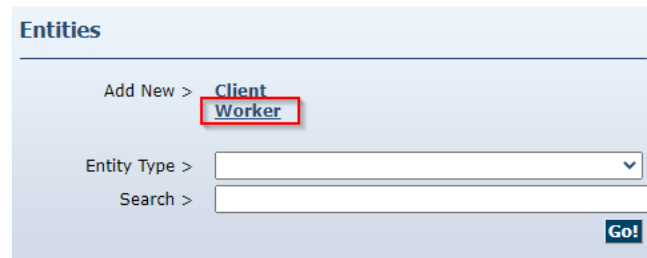 Entities
Add New > Client
Worker
Entity Type >
Search >
Go!